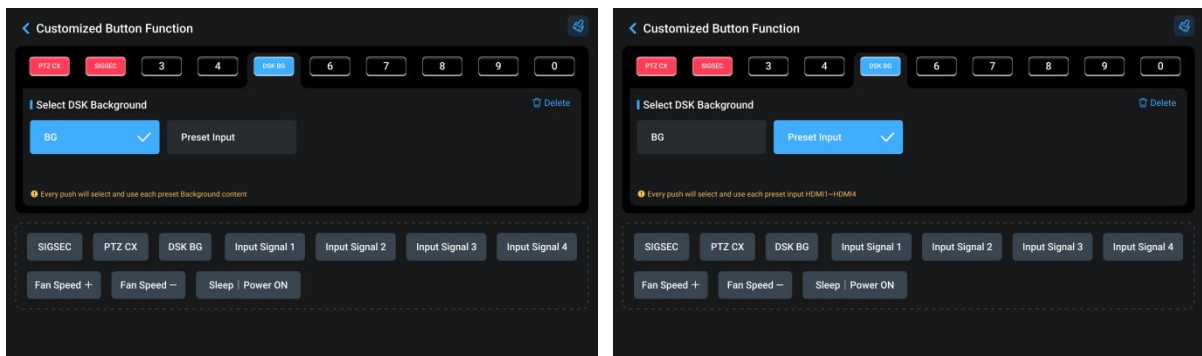 Customized Button Function
PTZ CX SIGSEC 3 4 DSK BG 6 7 8 9 0
Select DSK Background Delete
BG Preset Input
Every push will select and use each preset Background content
SIGSEC PTZ CX DSK BG Input Signal 1 Input Signal 2 Input Signal 3 Input Signal 4
Fan Speed + Fan Speed – Sleep | Power ON
Customized Button Function
PTZ CX SIGSEC 3 4 DSK BG 6 7 8 9 0
Select DSK Background Delete
BG Preset Input
Every push will select and use each preset input HDMI1~HDMI4
SIGSEC PTZ CX DSK BG Input Signal 1 Input Signal 2 Input Signal 3 Input Signal 4
Fan Speed + Fan Speed – Sleep | Power ON